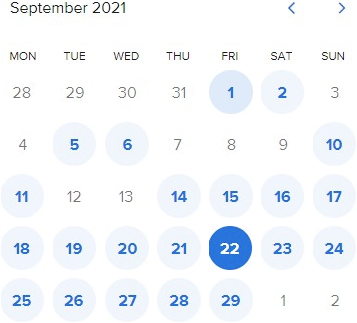 September 2021
MON TUE WED THU FRI SAT SUN
28 29 30 31 1 2 3
4 5 6 7 8 9 10
11 12 13 14 15 16 17
18 19 20 21 22 23 24
25 26 27 28 29 1 2